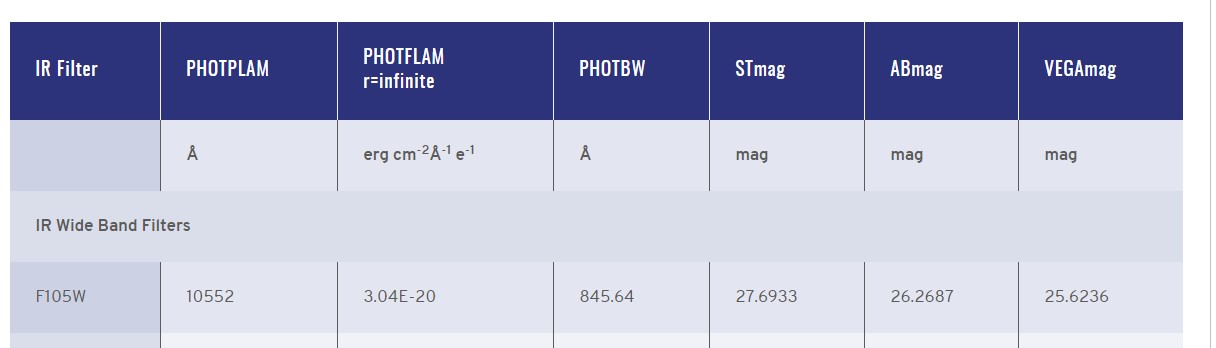 IR Filter PHOTPLAM PHOTFLAM r=infinite PHOTBW STmag ABmag VEGAmag
Å erg cm⁻²Å⁻¹ e⁻¹ Å mag mag mag
IR Wide Band Filters
F105W 10552 3.04E-20 845.64 27.6933 26.2687 25.6236